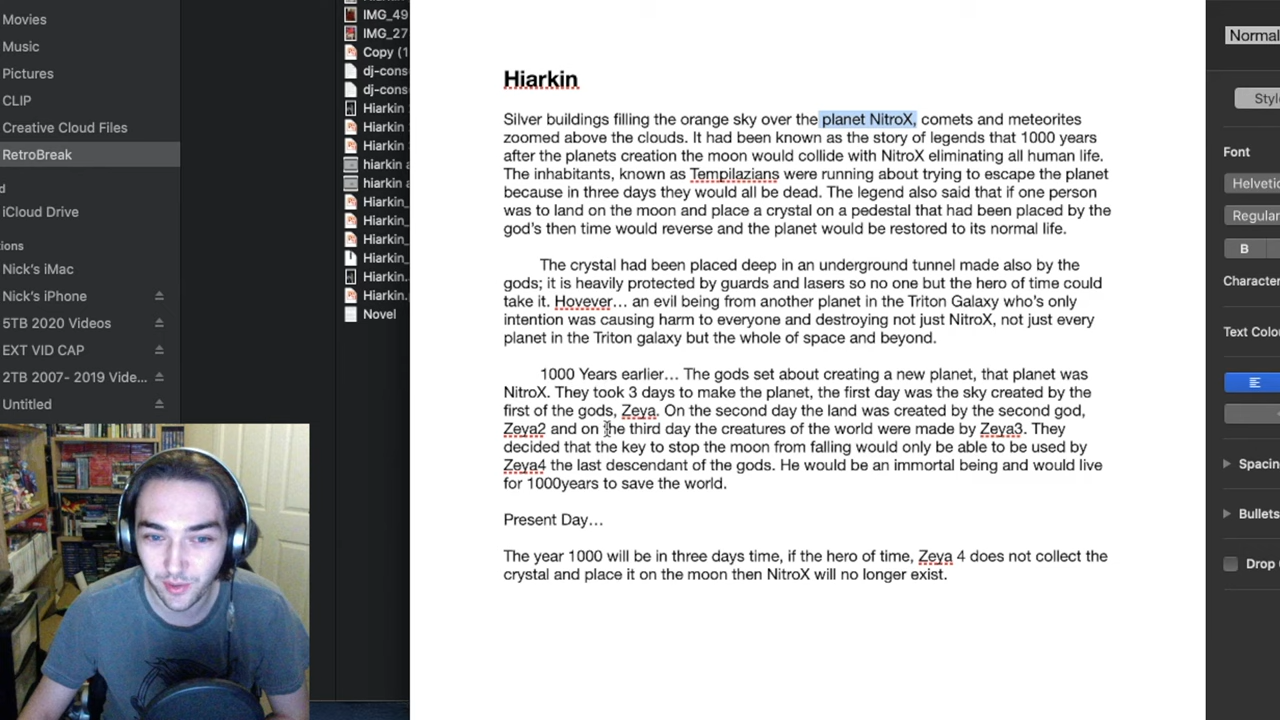 Movies
Music
Pictures
CLIP
Creative Cloud Files
RetroBreak
iCloud Drive
Nick's iMac
Nick's iPhone
5TB 2020 Videos
EXT VID CAP
2TB 2007- 2019 Vide...
Untitled
IMG_49
IMG_27
Copy (1
dj-cons
dj-cons
Hiarkin
Hiarkin
Hiarkin
hiarkin a
hiarkin a
Hiarkin_
Hiarkin_
Hiarkin_
Hiarkin_
Hiarkin.
Hiarkin.
Novel
Hiarkin
Silver buildings filling the orange sky over the planet NitroX, comets and meteorites
zoomed above the clouds. It had been known as the story of legends that 1000 years
after the planets creation the moon would collide with NitroX eliminating all human life.
The inhabitants, known as Tempilazians were running about trying to escape the planet
because in three days they would all be dead. The legend also said that if one person
was to land on the moon and place a crystal on a pedestal that had been placed by the
god's then time would reverse and the planet would be restored to its normal life.
The crystal had been placed deep in an underground tunnel made also by the
gods; it is heavily protected by guards and lasers so no one but the hero of time could
take it. Hovever… an evil being from another planet in the Triton Galaxy who's only
intention was causing harm to everyone and destroying not just NitroX, not just every
planet in the Triton galaxy but the whole of space and beyond.
1000 Years earlier… The gods set about creating a new planet, that planet was
NitroX. They took 3 days to make the planet, the first day was the sky created by the
first of the gods, Zeya. On the second day the land was created by the second god,
Zeya2 and on the third day the creatures of the world were made by Zeya3. They
decided that the key to stop the moon from falling would only be able to be used by
Zeya4 the last descendant of the gods. He would be an immortal being and would live
for 1000years to save the world.
Present Day…
The year 1000 will be in three days time, if the hero of time, Zeya 4 does not collect the
crystal and place it on the moon then NitroX will no longer exist.
Normal
Style
Font
Helvetic
Regular
B
Character
Text Color
Spacing
Bullets
Drop